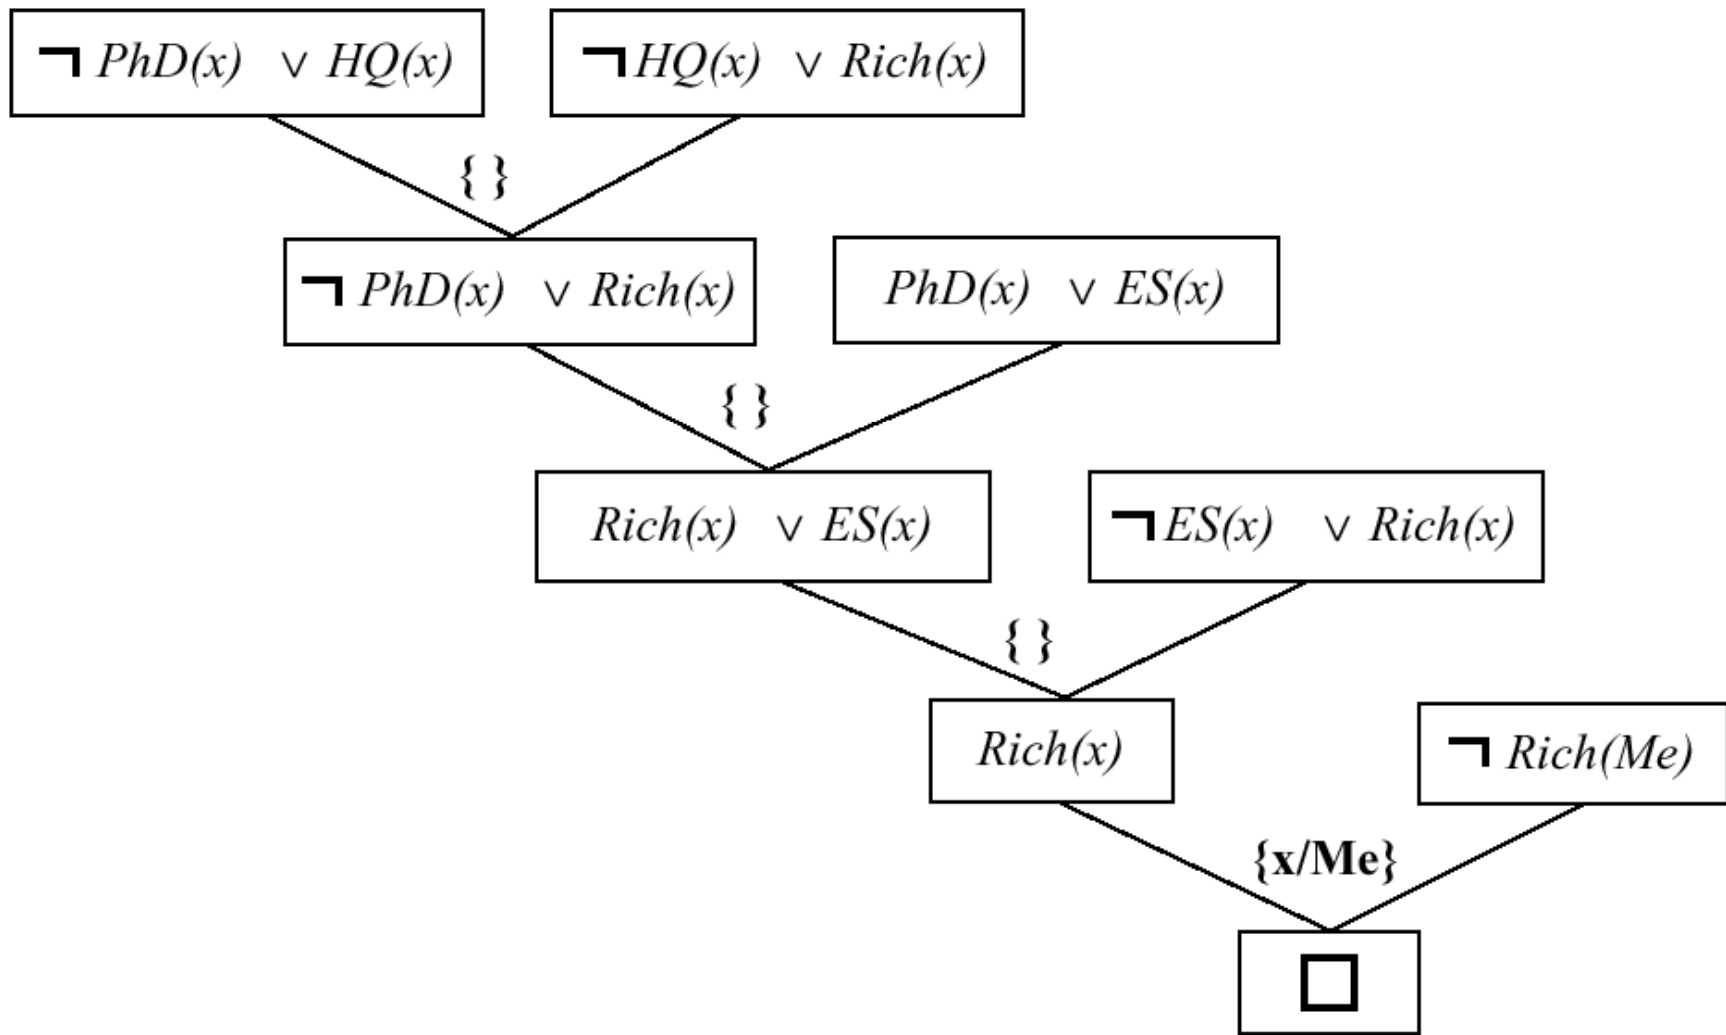 ¬ PhD(x) ∨ HQ(x)
¬HQ(x) ∨ Rich(x)
{ }
¬ PhD(x) ∨ Rich(x)
PhD(x) ∨ ES(x)
{ }
Rich(x) ∨ ES(x)
¬ES(x) ∨ Rich(x)
{ }
Rich(x)
¬ Rich(Me)
{x/Me}
□